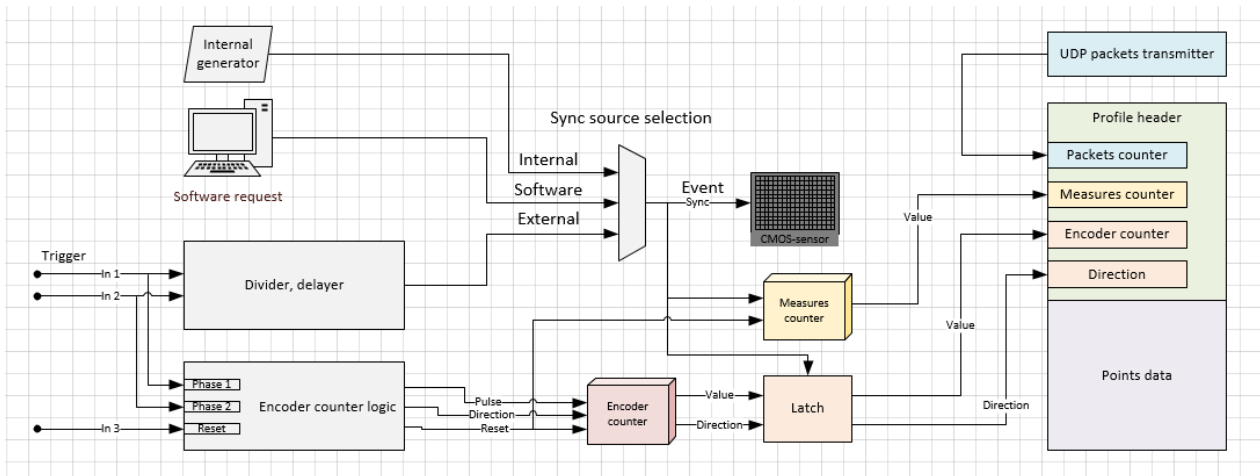 Internal
generator
UDP packets transmitter
Software request
Sync source selection
Internal
Software
External
Event
Sync
CMOS-sensor
Profile header
Packets counter
Measures counter
Encoder counter
Direction
Value
Value
Direction
Points data
Trigger
In 1
In 2
In 3
Divider, delayer
Measures
counter
Phase 1
Phase 2
Reset
Encoder counter logic
Pulse
Direction
Reset
Encoder
counter
Value
Direction
Latch